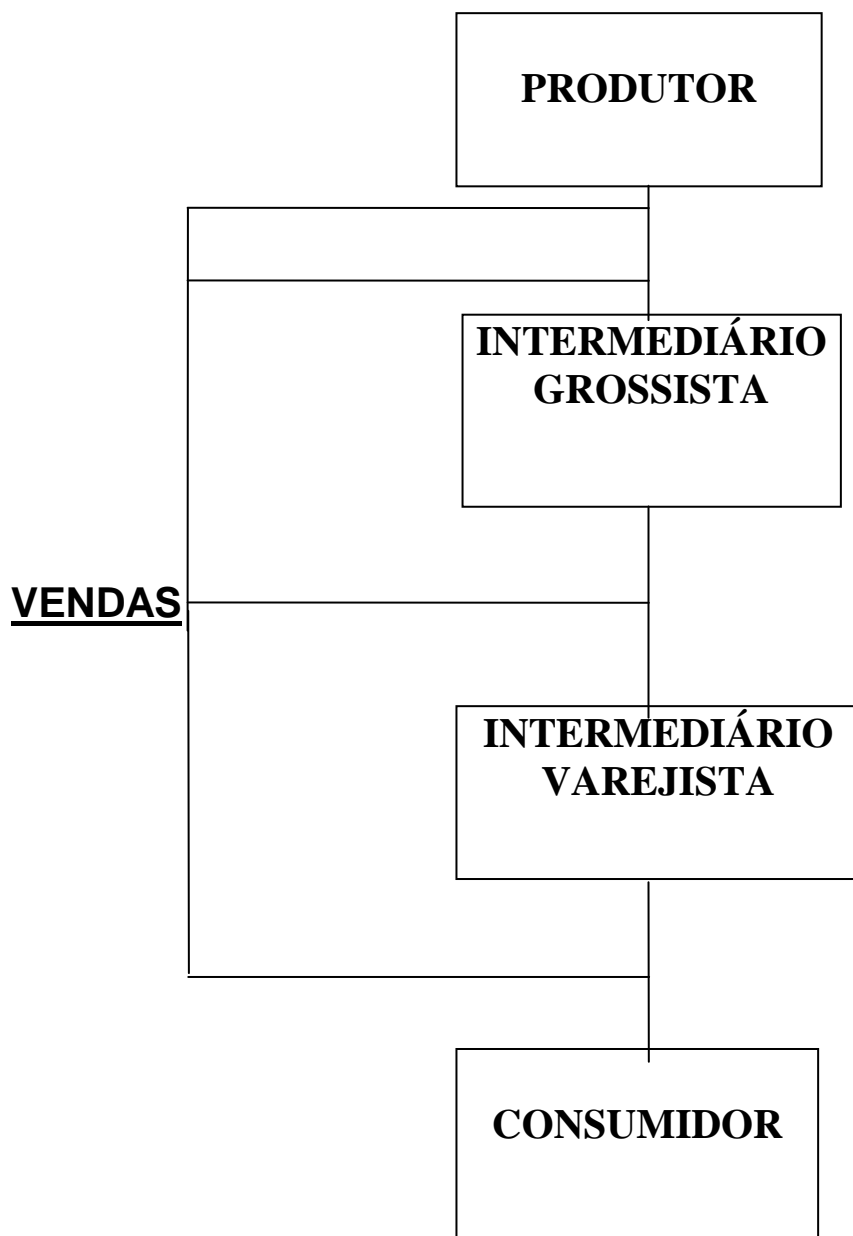 PRODUTOR
INTERMEDIÁRIO
GROSSISTA
VENDAS
INTERMEDIÁRIO
VAREJISTA
CONSUMIDOR